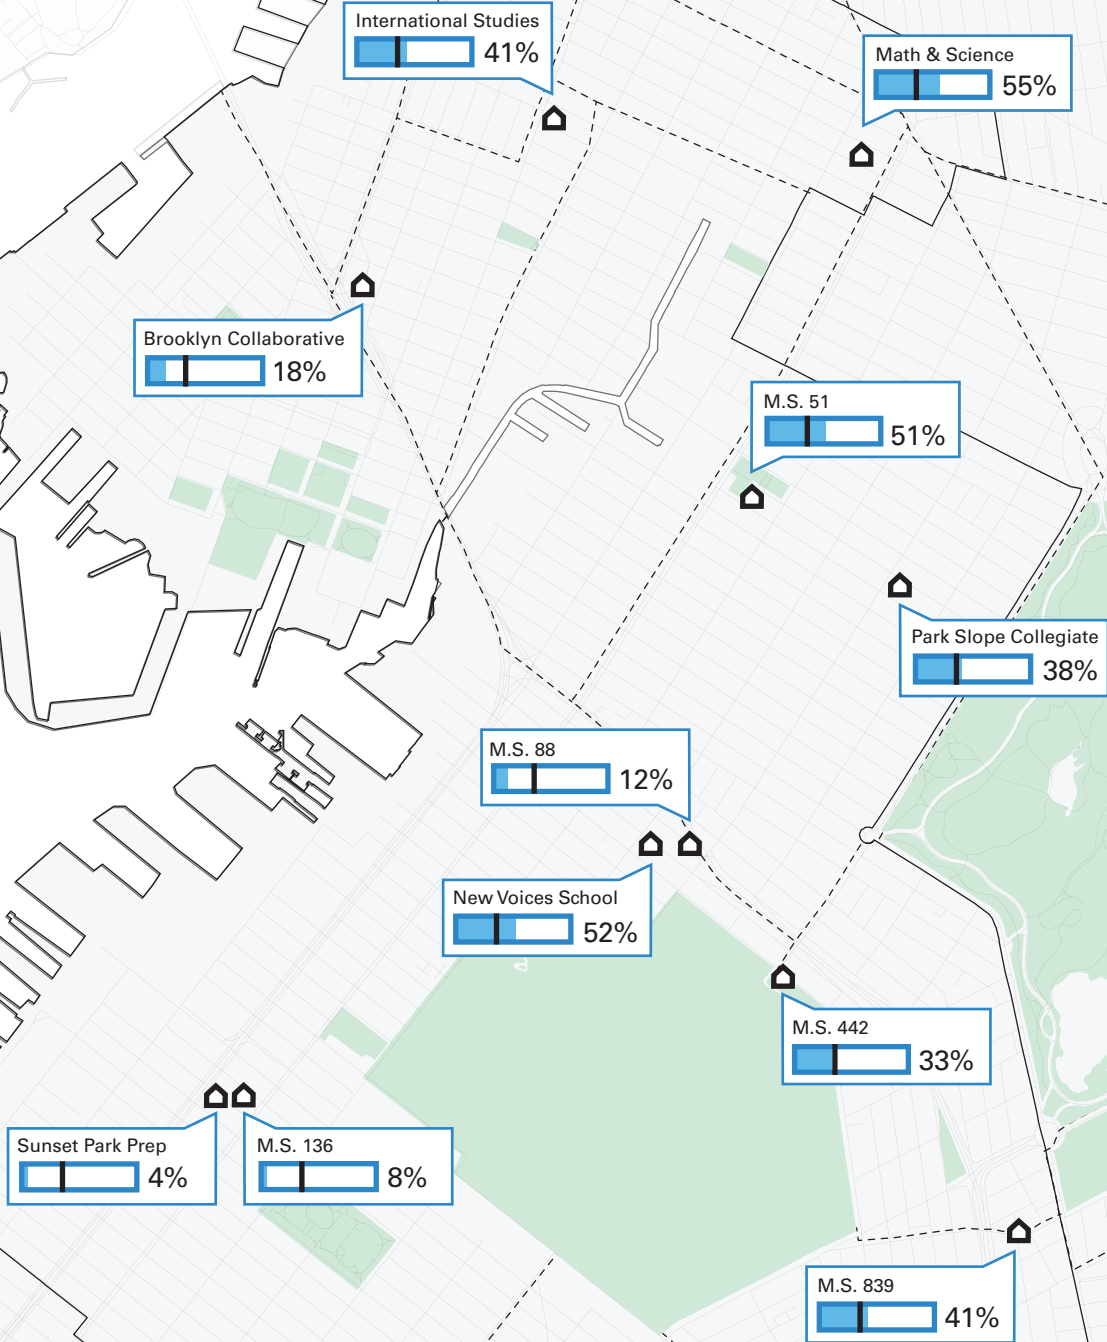 International Studies
41%
Math & Science
55%
Brooklyn Collaborative
18%
M.S. 51
51%
Park Slope Collegiate
38%
M.S. 88
12%
New Voices School
52%
M.S. 442
33%
Sunset Park Prep
4%
M.S. 136
8%
M.S. 839
41%